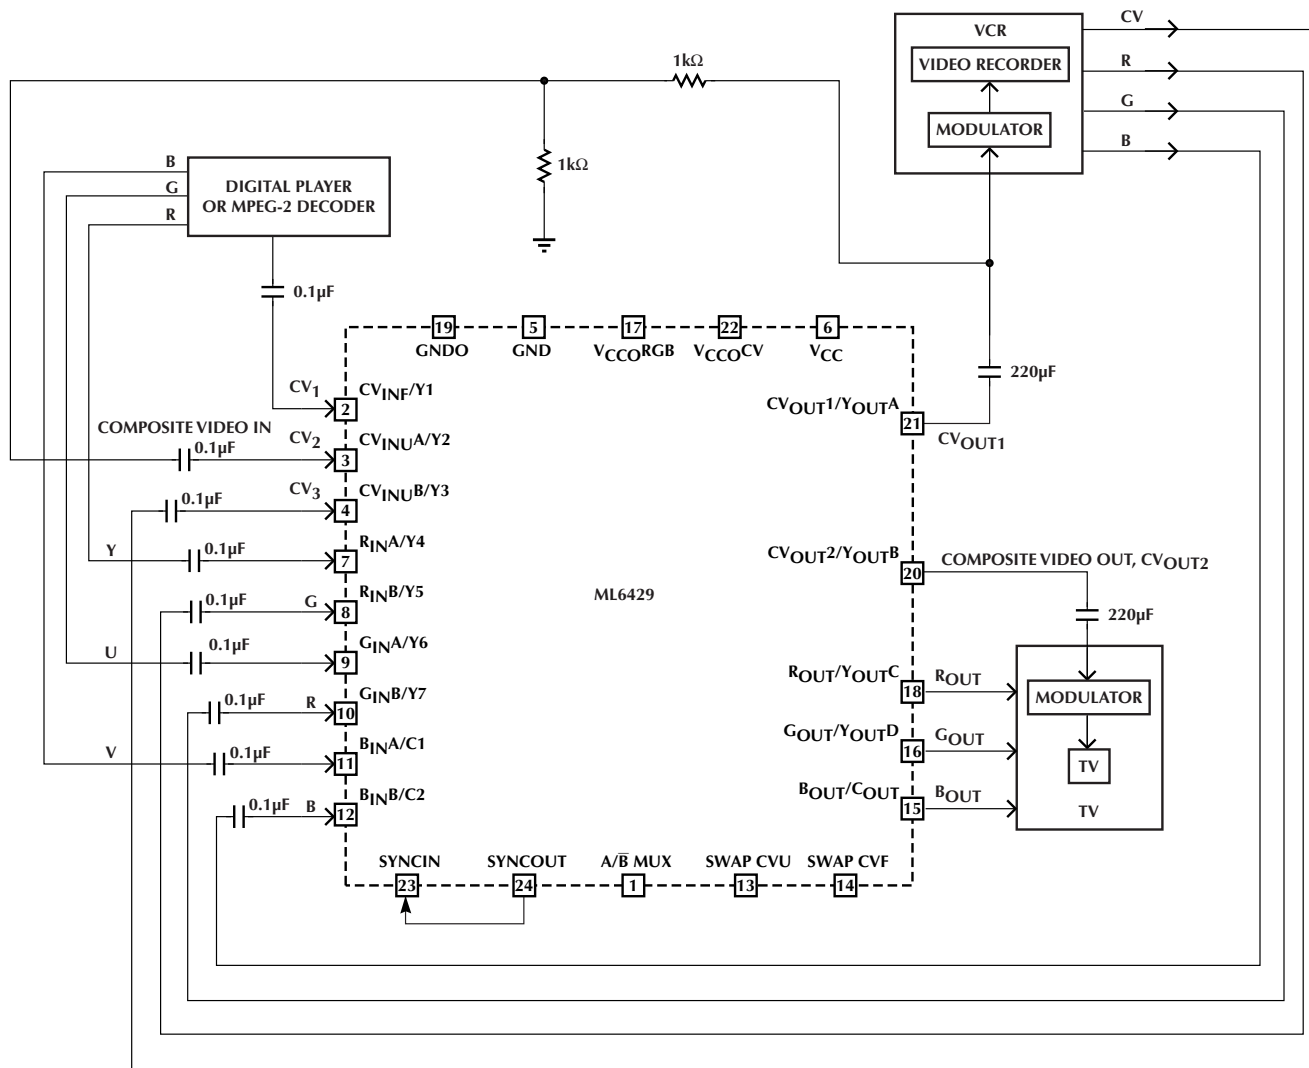 VCR
VIDEO RECORDER
MODULATOR
CV
R
G
B
1kΩ
1kΩ
B
G
R
DIGITAL PLAYER
OR MPEG-2 DECODER
0.1µF
220µF
19
5
17
22
6
GNDO
GND
VCCORGB
VCCOCV
VCC
CV1
CVINF/Y1
2
COMPOSITE VIDEO IN
0.1µF
CV2
CVINUA/Y2
3
0.1µF
CV3
CVINUB/Y3
4
Y
0.1µF
RINA/Y4
7
0.1µF
G
RINB/Y5
8
U
0.1µF
GINA/Y6
9
0.1µF
R
GINB/Y7
10
V
0.1µF
BINA/C1
11
0.1µF
B
BINB/C2
12
ML6429
CVOUT1/YOUTA
21
CVOUT1
CVOUT2/YOUTB
20
COMPOSITE VIDEO OUT, CVOUT2
220µF
ROUT/YOUTC
18
ROUT
GOUT/YOUTD
16
GOUT
BOUT/COUT
15
BOUT
MODULATOR
TV
TV
SYNCIN
SYNCOUT
A/B̅ MUX
SWAP CVU
SWAP CVF
23
24
1
13
14